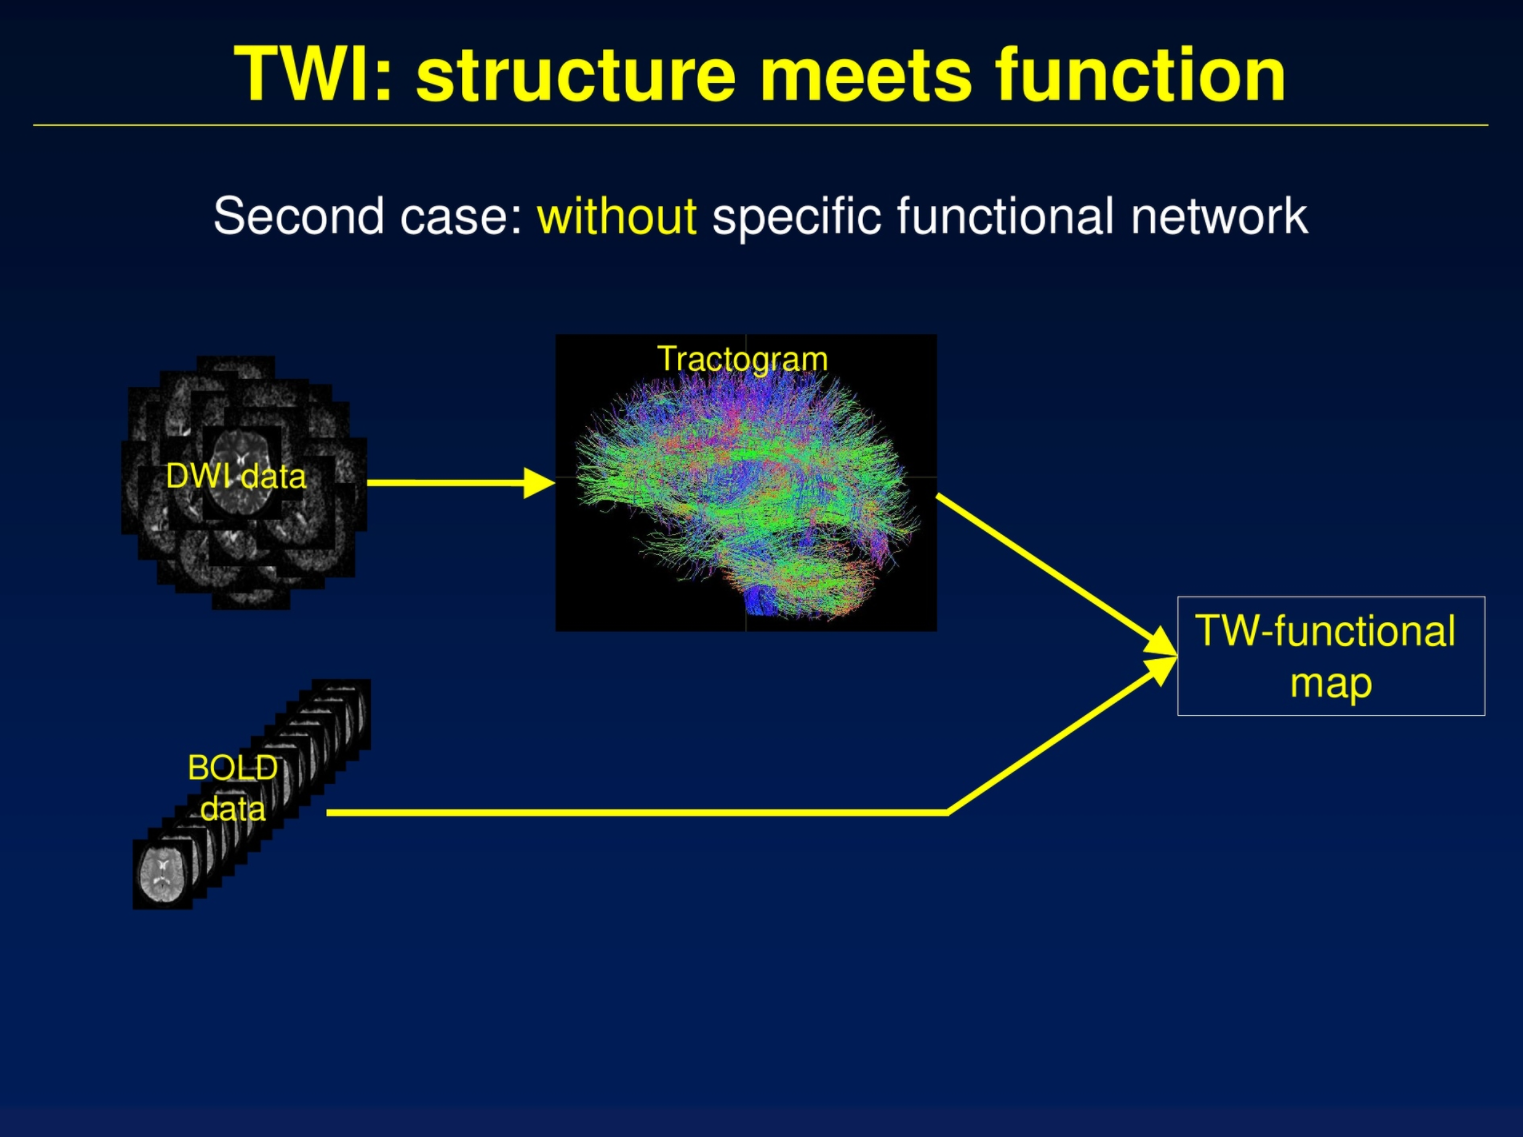 TWI: structure meets function
Second case: without specific functional network
Tractogram
DWI data
TW-functional
map
BOLD
data